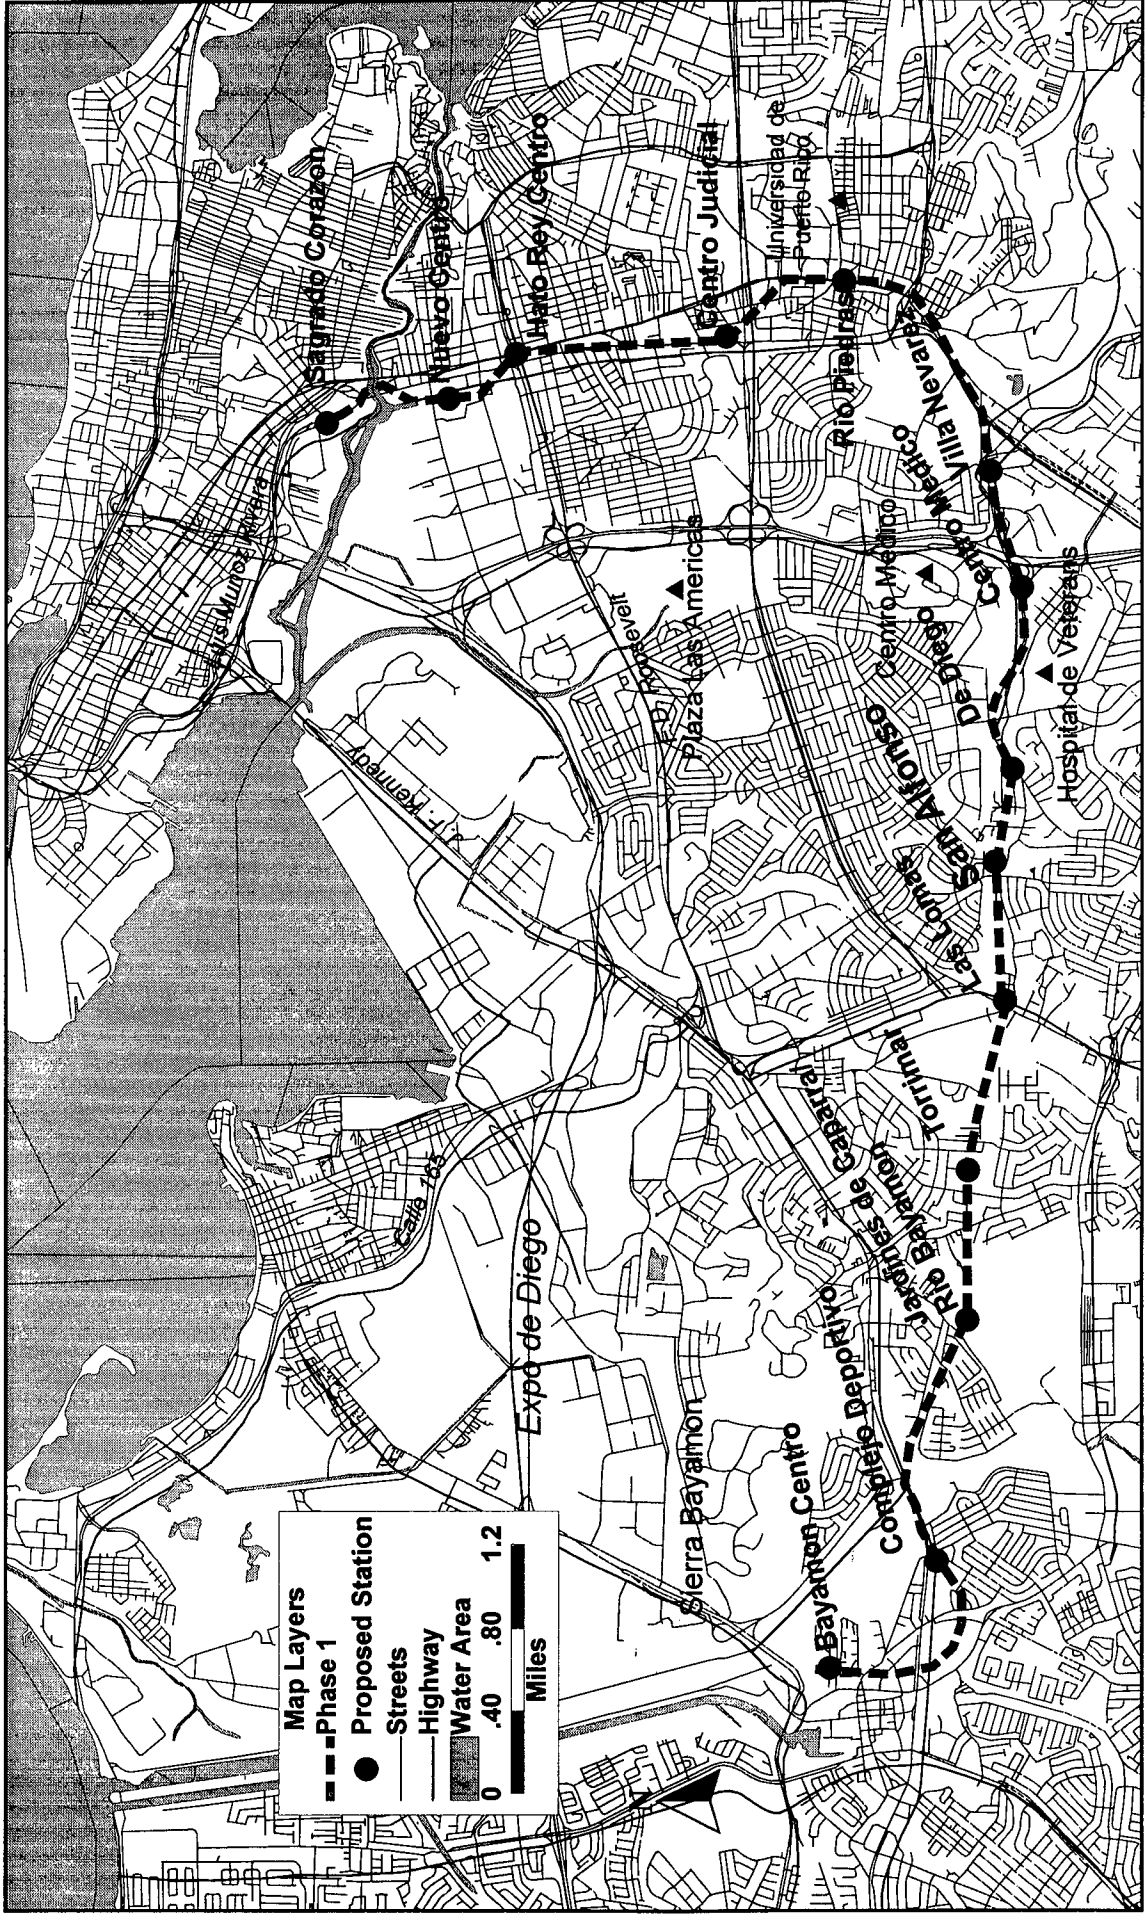 Map Layers
Phase 1
Proposed Station
Streets
Highway
Water Area
0 .40 .80 1.2
Miles
Bayamon Centro
Complejo Deportivo
Sierra Bayamon
Expo de Diego
Calle 165
Jardines de Caparra
Rio Bayamon
Torrimar
Las Lomas
San Alfonso
De Diego
Hospital de Veterans
Centro Medico
Centro Medico
Villa Nevarez
J.F. Kennedy
F.D. Roosevelt
Plaza Las Americas
Luis Munoz Rivera
Sagrado Corazon
Nuevo Centro
Hato Rey Centro
Centro Judicial
Universidad de
Puerto Rico
Rio Piedras